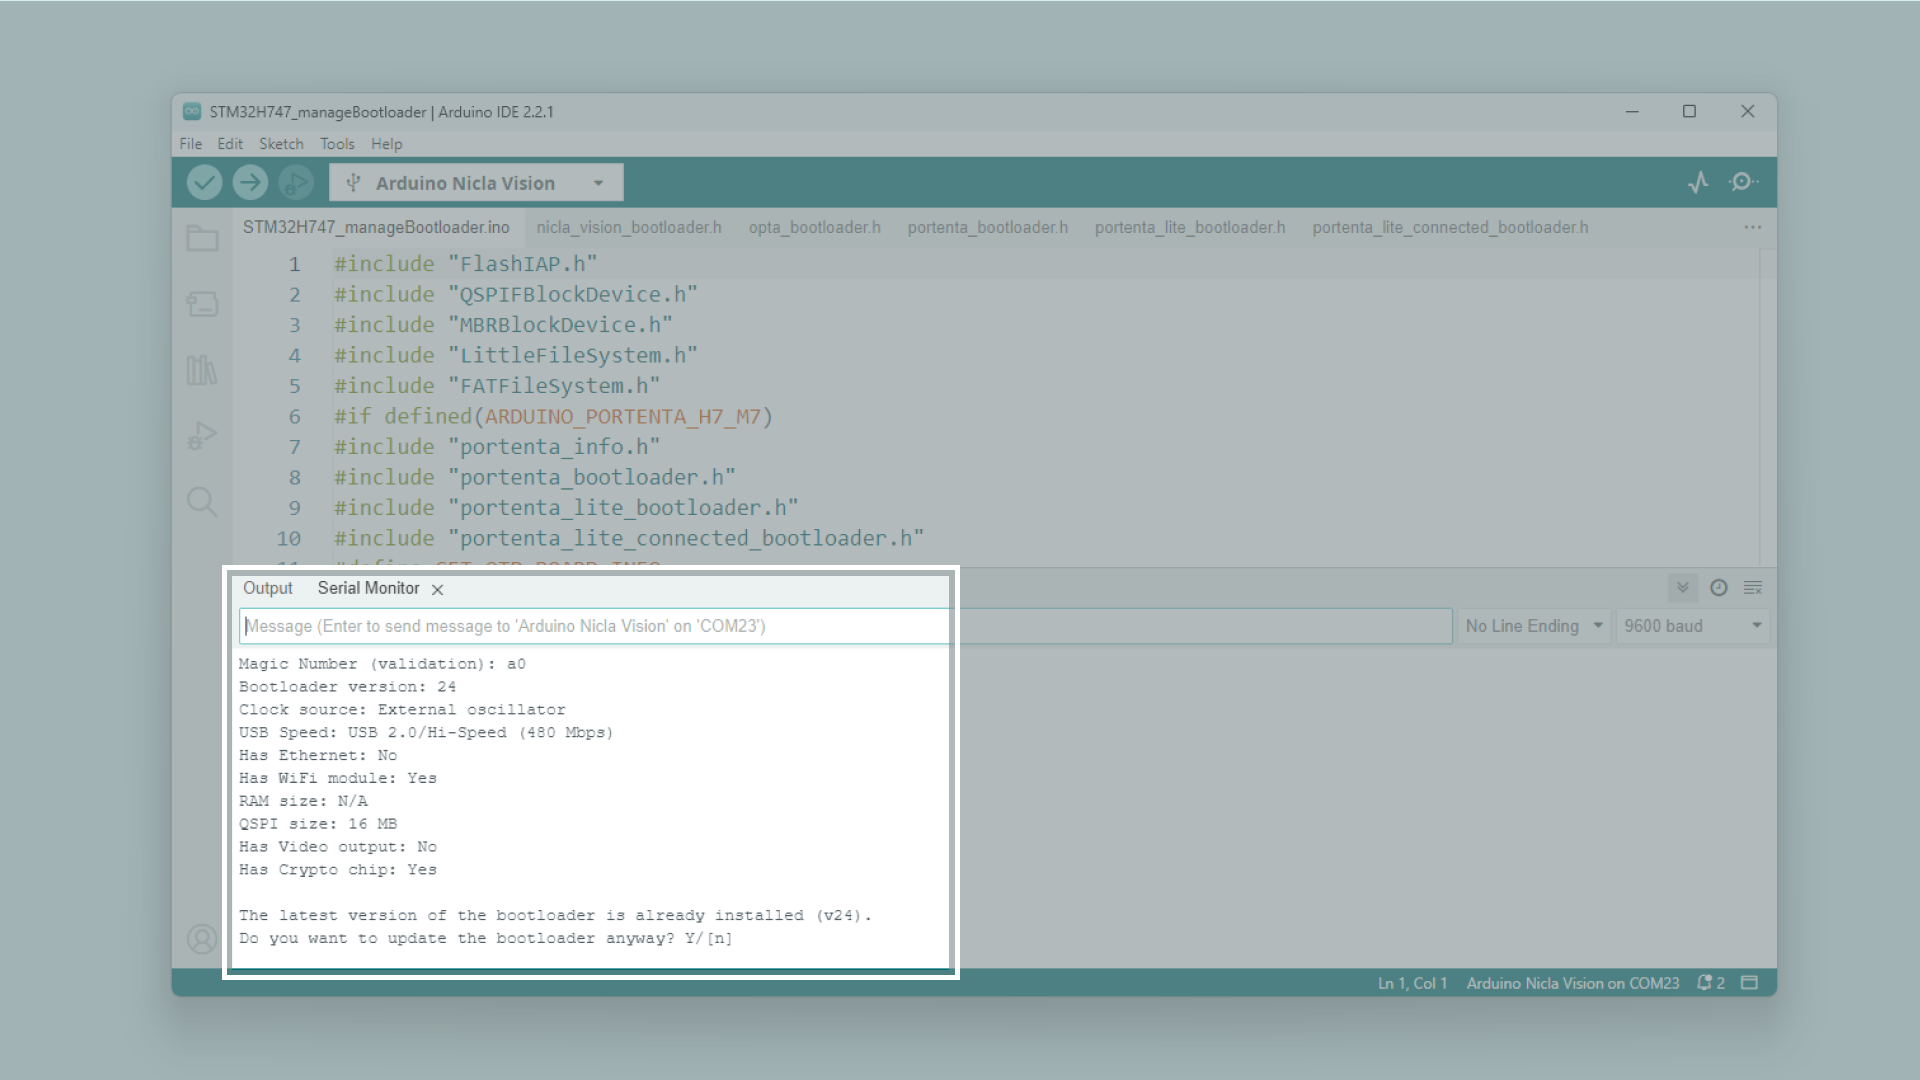 STM32H747_manageBootloader | Arduino IDE 2.2.1
File Edit Sketch Tools Help
Arduino Nicla Vision
STM32H747_manageBootloader.ino nicla_vision_bootloader.h opta_bootloader.h portenta_bootloader.h portenta_lite_bootloader.h portenta_lite_connected_bootloader.h ...
1 #include "FlashIAP.h"
2 #include "QSPIFBlockDevice.h"
3 #include "MBRBlockDevice.h"
4 #include "LittleFileSystem.h"
5 #include "FATFileSystem.h"
6 #if defined(ARDUINO_PORTENTA_H7_M7)
7 #include "portenta_info.h"
8 #include "portenta_bootloader.h"
9 #include "portenta_lite_bootloader.h"
10 #include "portenta_lite_connected_bootloader.h"
11 #define GET_OTP_BOARD_INFO
Output Serial Monitor
Message (Enter to send message to 'Arduino Nicla Vision' on 'COM23')
No Line Ending 9600 baud
Magic Number (validation): a0
Bootloader version: 24
Clock source: External oscillator
USB Speed: USB 2.0/Hi-Speed (480 Mbps)
Has Ethernet: No
Has WiFi module: Yes
RAM size: N/A
QSPI size: 16 MB
Has Video output: No
Has Crypto chip: Yes
The latest version of the bootloader is already installed (v24).
Do you want to update the bootloader anyway? Y/[n]
Ln 1, Col 1 Arduino Nicla Vision on COM23 2